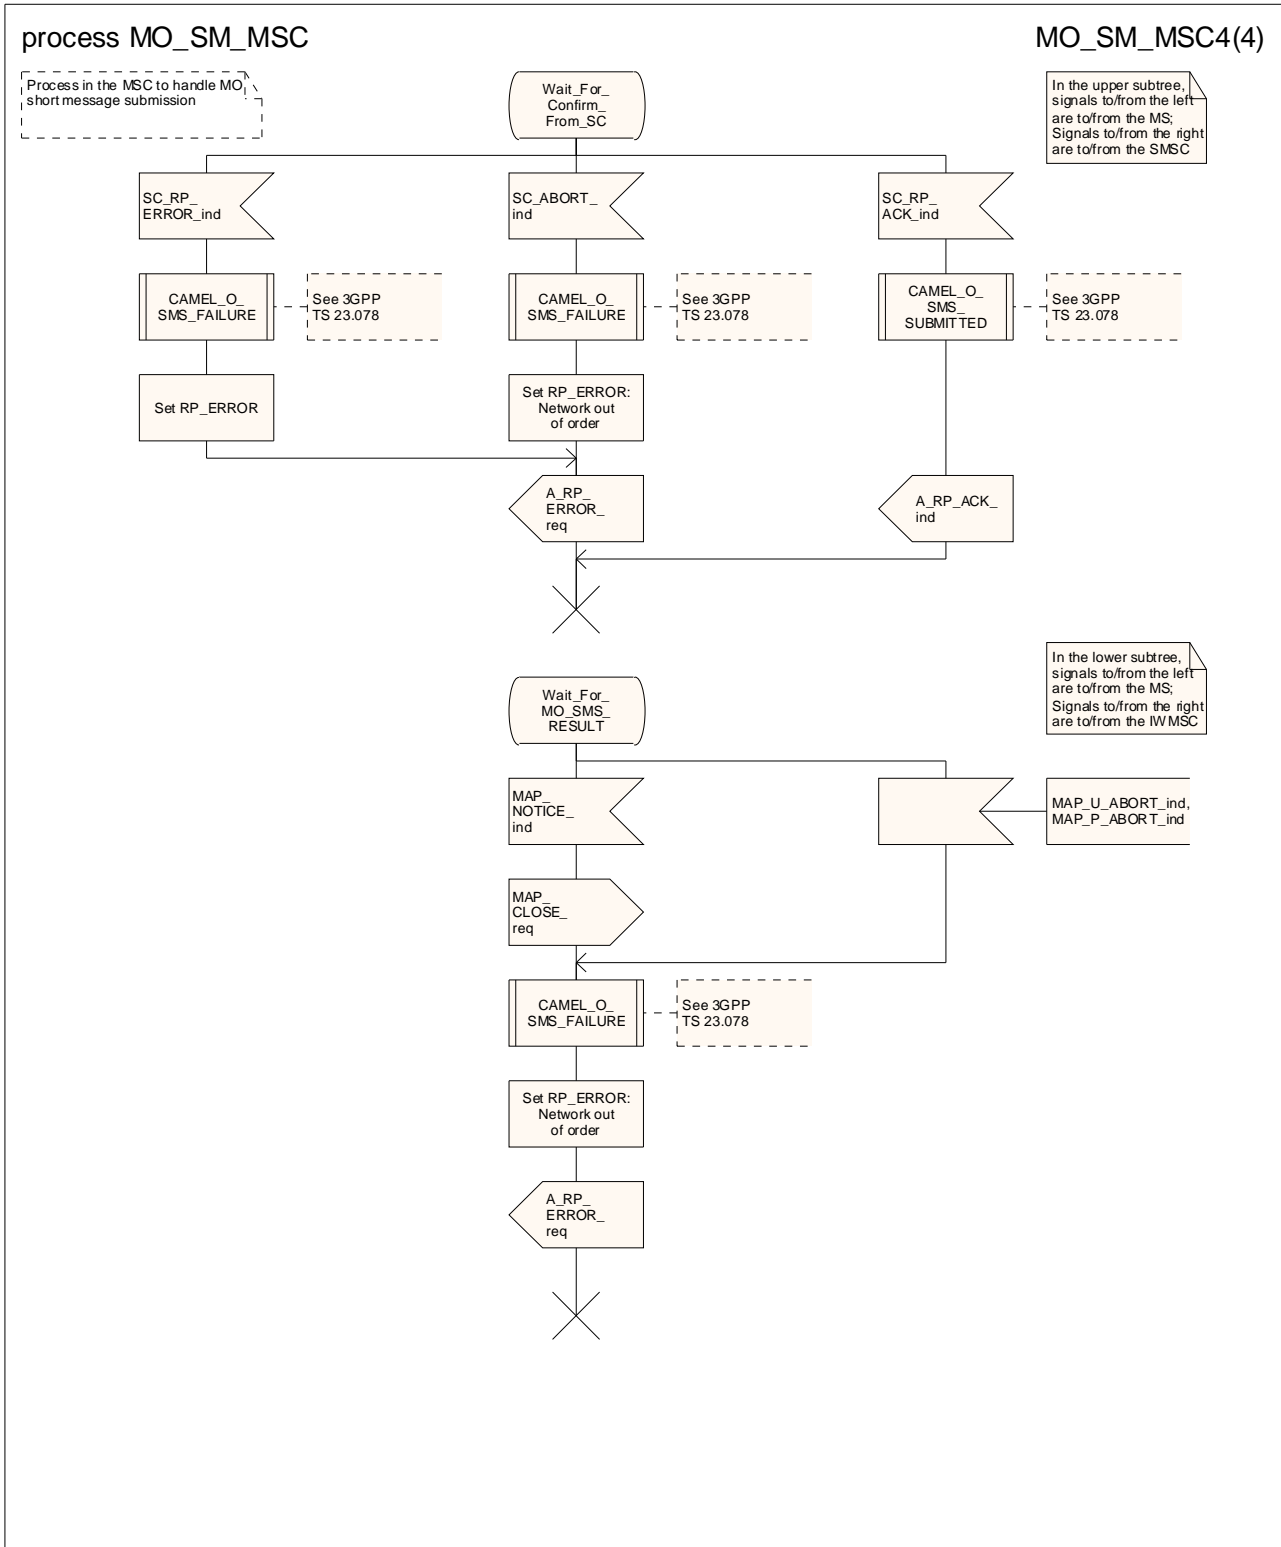 process MO_SM_MSC
MO_SM_MSC4(4)
Process in the MSC to handle MO
short message submission
Wait_For_
Confirm_
From_SC
In the upper subtree,
signals to/from the left
are to/from the MS;
Signals to/from the right
are to/from the SMSC
SC_RP_
ERROR_ind
SC_ABORT_
ind
SC_RP_
ACK_ind
CAMEL_O_
SMS_FAILURE
See 3GPP
TS 23.078
CAMEL_O_
SMS_FAILURE
See 3GPP
TS 23.078
CAMEL_O_
SMS_
SUBMITTED
See 3GPP
TS 23.078
Set RP_ERROR
Set RP_ERROR:
Network out
of order
A_RP_
ERROR_
req
A_RP_ACK_
ind
In the lower subtree,
signals to/from the left
are to/from the MS;
Signals to/from the right
are to/from the IWMSC
Wait_For_
MO_SMS_
RESULT
MAP_
NOTICE_
ind
MAP_U_ABORT_ind,
MAP_P_ABORT_ind
MAP_
CLOSE_
req
CAMEL_O_
SMS_FAILURE
See 3GPP
TS 23.078
Set RP_ERROR:
Network out
of order
A_RP_
ERROR_
req